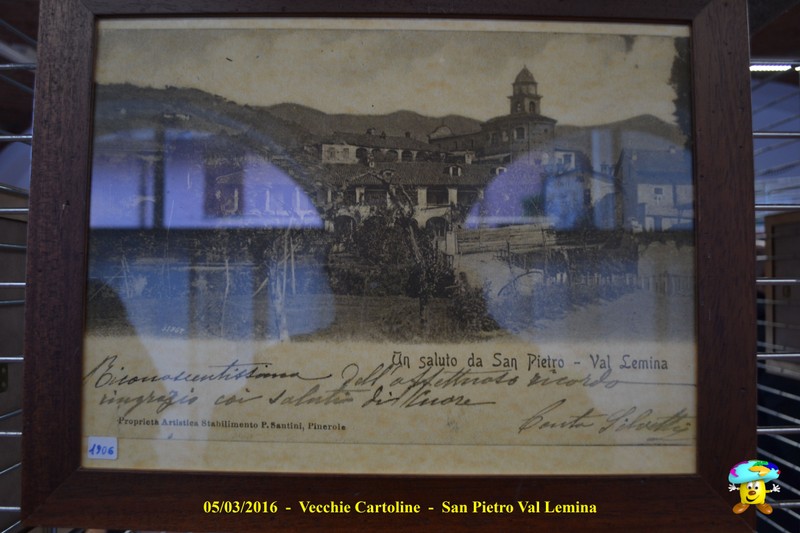 Un saluto da San Pietro - Val Lemina
Riconoscentissima Dell'affettuoso ricordo
ringrazio coi saluti di Cuore
Proprietà Artistica Stabilimento P. Santini, Pinerolo
1906
05/03/2016 - Vecchie Cartoline - San Pietro Val Lemina